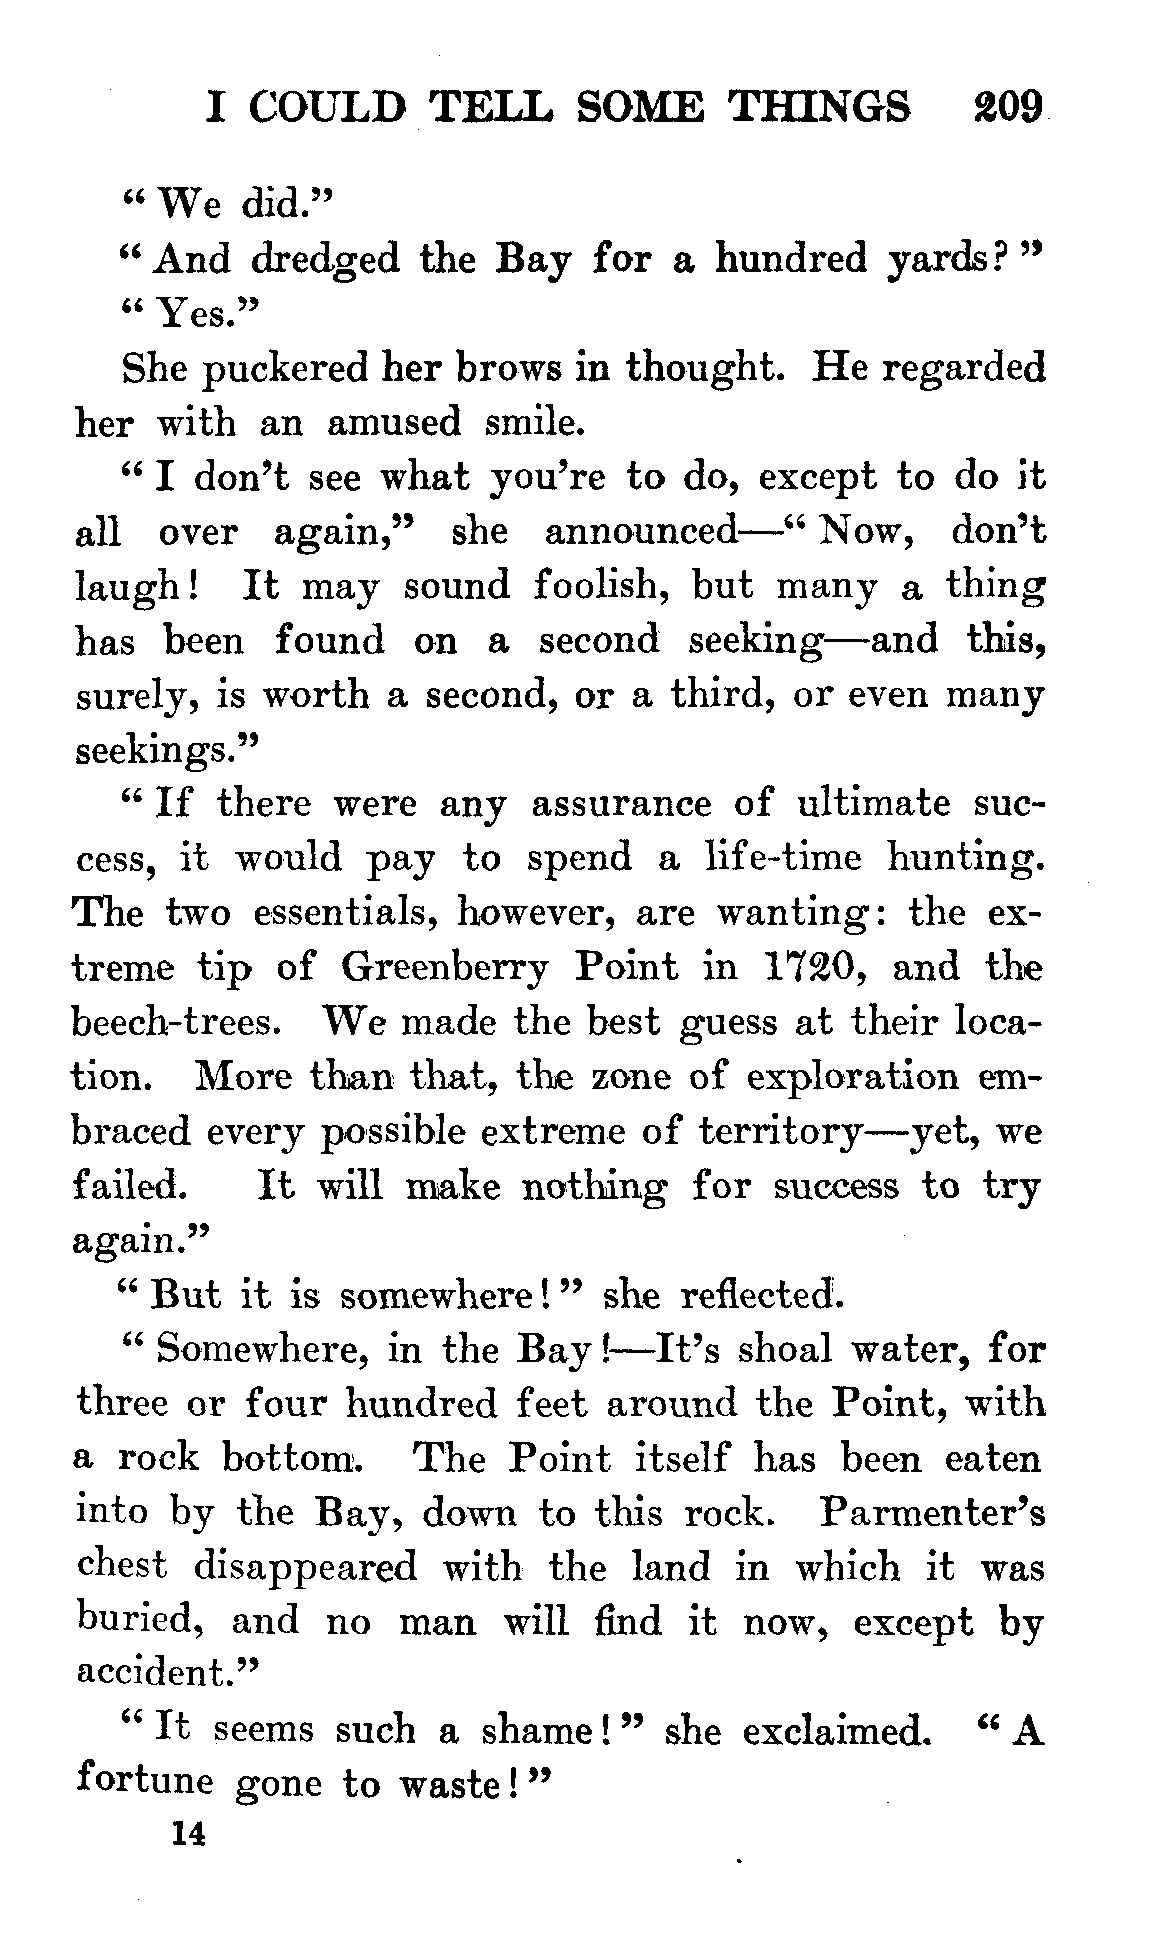 I COULD TELL SOME THINGS 209
“ We did.”
“ And dredged the Bay for a hundred yards? ”
“ Yes.”
She puckered her brows in thought. He regarded
her with an amused smile.
“ I don’t see what you’re to do, except to do it
all over again,” she announced—“ Now, don’t
laugh! It may sound foolish, but many a thing
has been found on a second seeking—and this,
surely, is worth a second, or a third, or even many
seekings.”
“ If there were any assurance of ultimate suc-
cess, it would pay to spend a life-time hunting.
The two essentials, however, are wanting: the ex-
treme tip of Greenberry Point in 1720, and the
beech-trees. We made the best guess at their loca-
tion. More than that, the zone of exploration em-
braced every possible extreme of territory—yet, we
failed. It will make nothing for success to try
again.”
“ But it is somewhere! ” she reflected.
“ Somewhere, in the Bay!—It’s shoal water, for
three or four hundred feet around the Point, with
a rock bottom. The Point itself has been eaten
into by the Bay, down to this rock. Parmenter’s
chest disappeared with the land in which it was
buried, and no man will find it now, except by
accident.”
“ It seems such a shame! ” she exclaimed. “ A
fortune gone to waste! ”
14